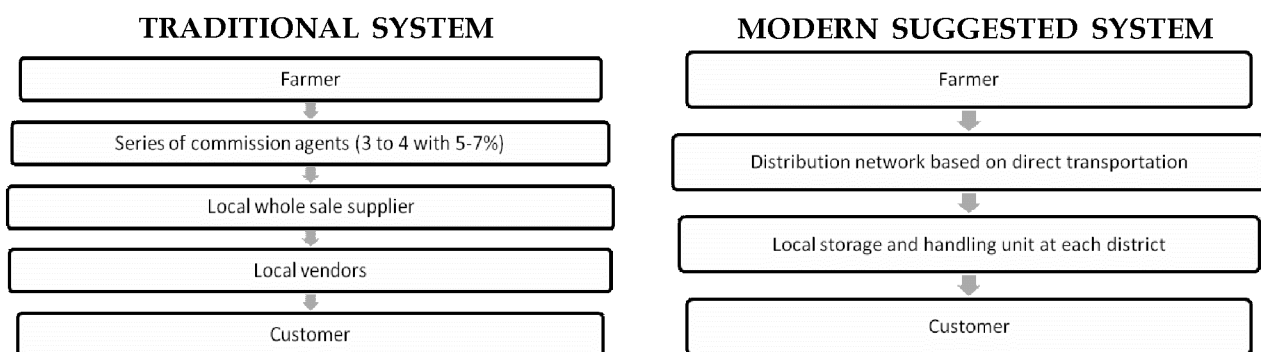 TRADITIONAL SYSTEM
Farmer
Series of commission agents (3 to 4 with 5-7%)
Local whole sale supplier
Local vendors
Customer
MODERN SUGGESTED SYSTEM
Farmer
Distribution network based on direct transportation
Local storage and handling unit at each district
Customer